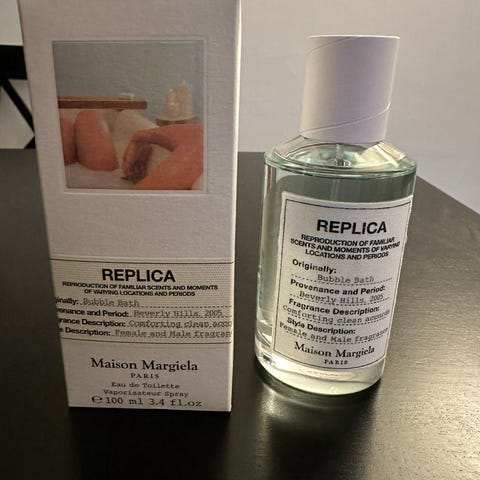 REPLICA
REPRODUCTION OF FAMILIAR SCENTS AND MOMENTS
OF VARYING LOCATIONS AND PERIODS
inally: Bubble Bath
venance and Period: Beverly Hills, 2005
agrance Description: Comforting clean acco
e Description: Female and Male fragran
Maison Margiela
PARIS
Eau de Toilette
Vaporisateur Spray
℮ 100 ml 3.4 fl.oz
REPLICA
REPRODUCTION OF FAMILIAR
SCENTS AND MOMENTS OF VARYING
LOCATIONS AND PERIODS
Originally:
Bubble Bath
Provenance and Period:
Beverly Hills, 2005
Fragrance Description:
Comforting clean accords
Style Description:
Female and Male fragrance
Maison Margiela
PARIS